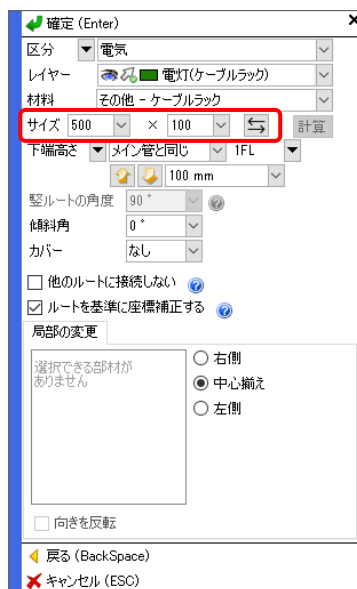 確定 (Enter)
区分 電気
レイヤー 電灯(ケーブルラック)
材料 その他 - ケーブルラック
サイズ 500 × 100 計算
下端高さ メイン管と同じ 1FL
100 mm
竪ルートの角度 90 °
傾斜角 0 °
カバー なし
他のルートに接続しない
ルートを基準に座標補正する
局部の変更
選択できる部材が
ありません
右側
中心揃え
左側
向きを反転
戻る (BackSpace)
キャンセル (ESC)